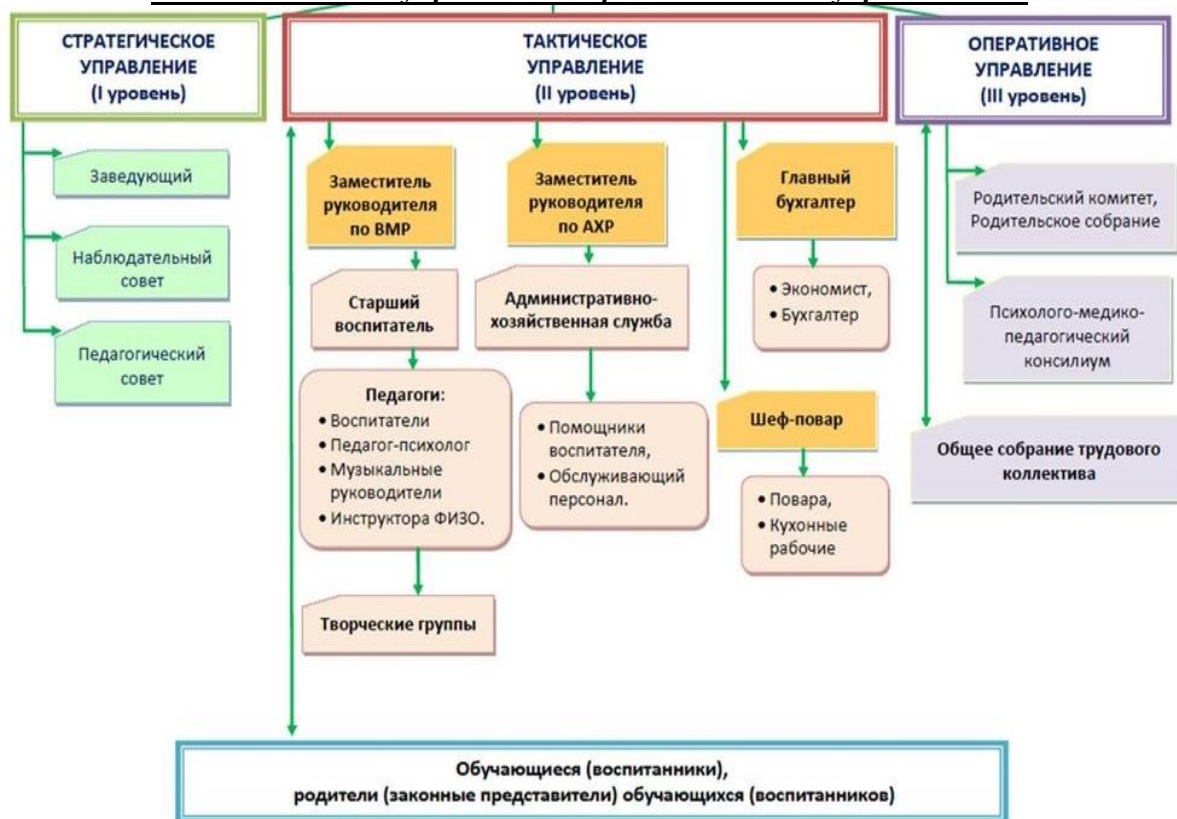 СТРАТЕГИЧЕСКОЕ
УПРАВЛЕНИЕ
(I уровень)
ТАКТИЧЕСКОЕ
УПРАВЛЕНИЕ
(II уровень)
ОПЕРАТИВНОЕ
УПРАВЛЕНИЕ
(III уровень)
Заведующий
Наблюдательный
совет
Педагогический
совет
Заместитель
руководителя
по ВМР
Старший
воспитатель
Педагоги:
• Воспитатели
• Педагог-психолог
• Музыкальные
руководители
• Инструктора ФИЗО.
Творческие группы
Заместитель
руководителя
по АХР
Административно-
хозяйственная служба
• Помощники
воспитателя,
• Обслуживающий
персонал.
Главный
бухгалтер
• Экономист,
• Бухгалтер
Шеф-повар
• Повара,
• Кухонные
рабочие
Родительский комитет,
Родительское собрание
Психолого-медико-
педагогический
консилиум
Общее собрание трудового
коллектива
Обучающиеся (воспитанники),
родители (законные представители) обучающихся (воспитанников)